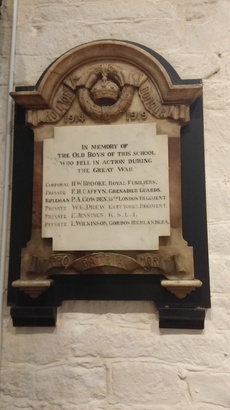 1914 1919
IN MEMORY OF
THE OLD BOYS OF THIS SCHOOL
WHO FELL IN ACTION DURING
THE GREAT WAR
CORPORAL H.W. BROOKE, ROYAL FUSILIERS.
PRIVATE E.H. CAFFYN, GRENADIER GUARDS.
RIFLEMAN P.A. COWDEN, LONDON REGIMENT.
PRIVATE DREW, EAST YORKS REGIMENT.
PRIVATE JENNINGS, K.S.L.I.
PRIVATE L. WILKINSON, GORDON HIGHLANDERS.